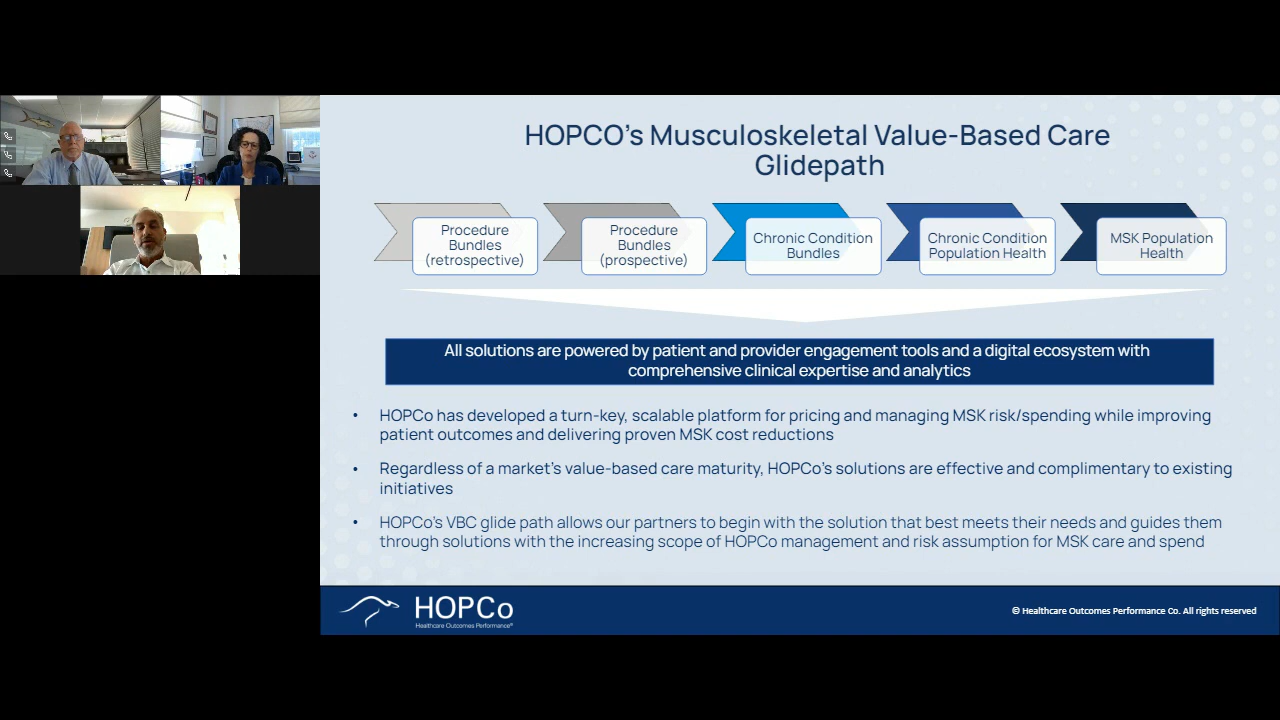 HOPCO's Musculoskeletal Value-Based Care
Glidepath
Procedure
Bundles
(retrospective)
Procedure
Bundles
(prospective)
Chronic Condition
Bundles
Chronic Condition
Population Health
MSK Population
Health
All solutions are powered by patient and provider engagement tools and a digital ecosystem with
comprehensive clinical expertise and analytics
• HOPCo has developed a turn-key, scalable platform for pricing and managing MSK risk/spending while improving
patient outcomes and delivering proven MSK cost reductions
• Regardless of a market's value-based care maturity, HOPCo's solutions are effective and complimentary to existing
initiatives
• HOPCo's VBC glide path allows our partners to begin with the solution that best meets their needs and guides them
through solutions with the increasing scope of HOPCo management and risk assumption for MSK care and spend
HOPCo
Healthcare Outcomes Performance®
© Healthcare Outcomes Performance Co. All rights reserved